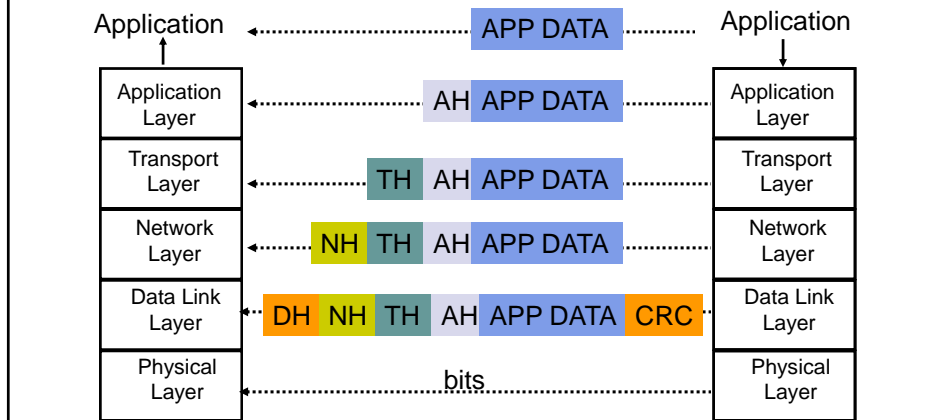 Application APP DATA Application
Application
Layer
AH APP DATA
Application
Layer
Transport
Layer
TH AH APP DATA
Transport
Layer
Network
Layer
NH TH AH APP DATA
Network
Layer
Data Link
Layer
DH NH TH AH APP DATA CRC
Data Link
Layer
Physical
Layer
bits
Physical
Layer